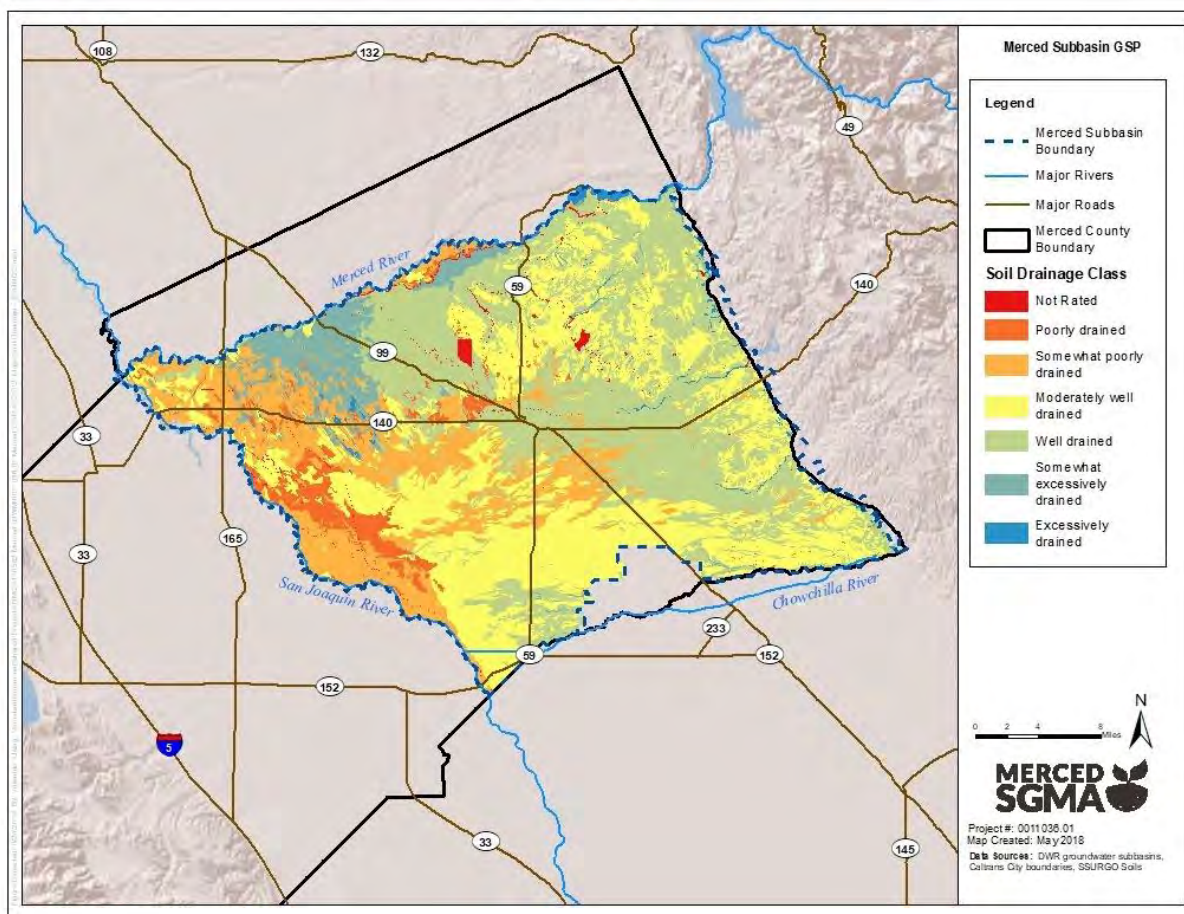 Merced Subbasin GSP
Legend
Merced Subbasin
Boundary
Major Rivers
Major Roads
Merced County
Boundary
Soil Drainage Class
Not Rated
Poorly drained
Somewhat poorly
drained
Moderately well
drained
Well drained
Somewhat
excessively
drained
Excessively
drained
108
132
49
Merced River
59
140
99
140
33
33
165
San Joaquin River
Chowchilla River
233
59
152
152
5
33
145
N
0 2 4 8
Miles
MERCED
SGMA
Project #: 0011036.01
Map Created: May 2018
Data Sources: DWR groundwater subbasins,
Caltrans City boundaries, SSURGO Soils